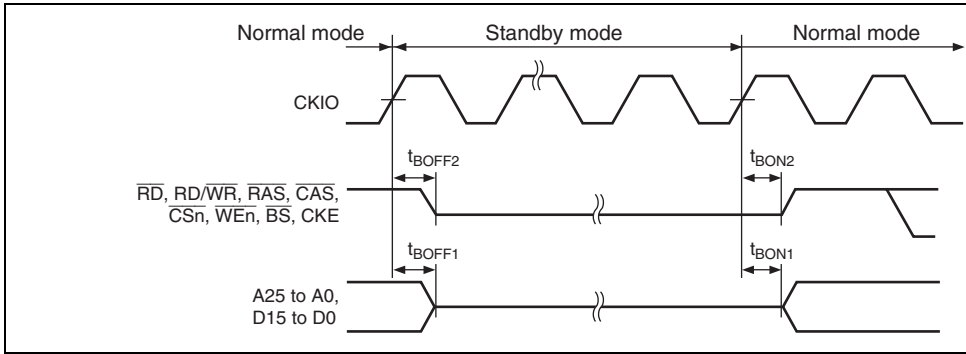 Normal mode Standby mode Normal mode
CKIO
tBOFF2 tBON2
RD, RD/WR, RAS, CAS,
CSn, WEn, BS, CKE
tBOFF1 tBON1
A25 to A0,
D15 to D0